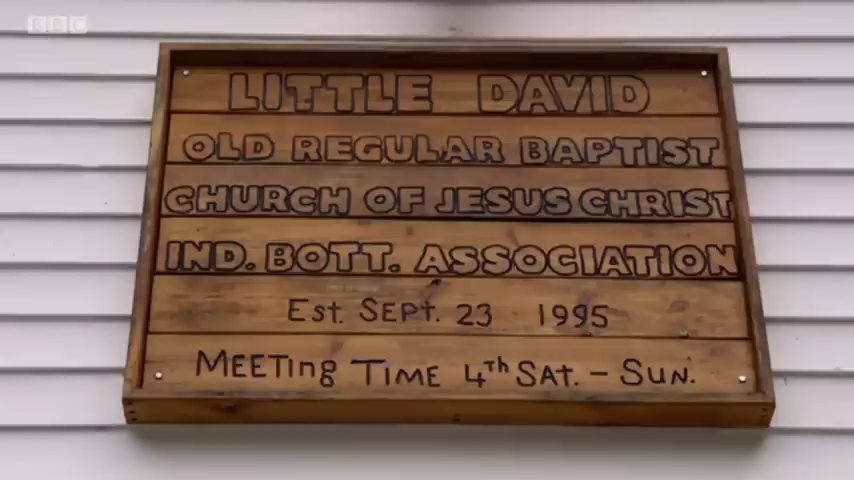 BBC
LITTLE DAVID
OLD REGULAR BAPTIST
CHURCH OF JESUS CHRIST
IND. BOTT. ASSOCIATION
Est. SEPT. 23 1995
MEETing TIME 4th SAT. - SUN.